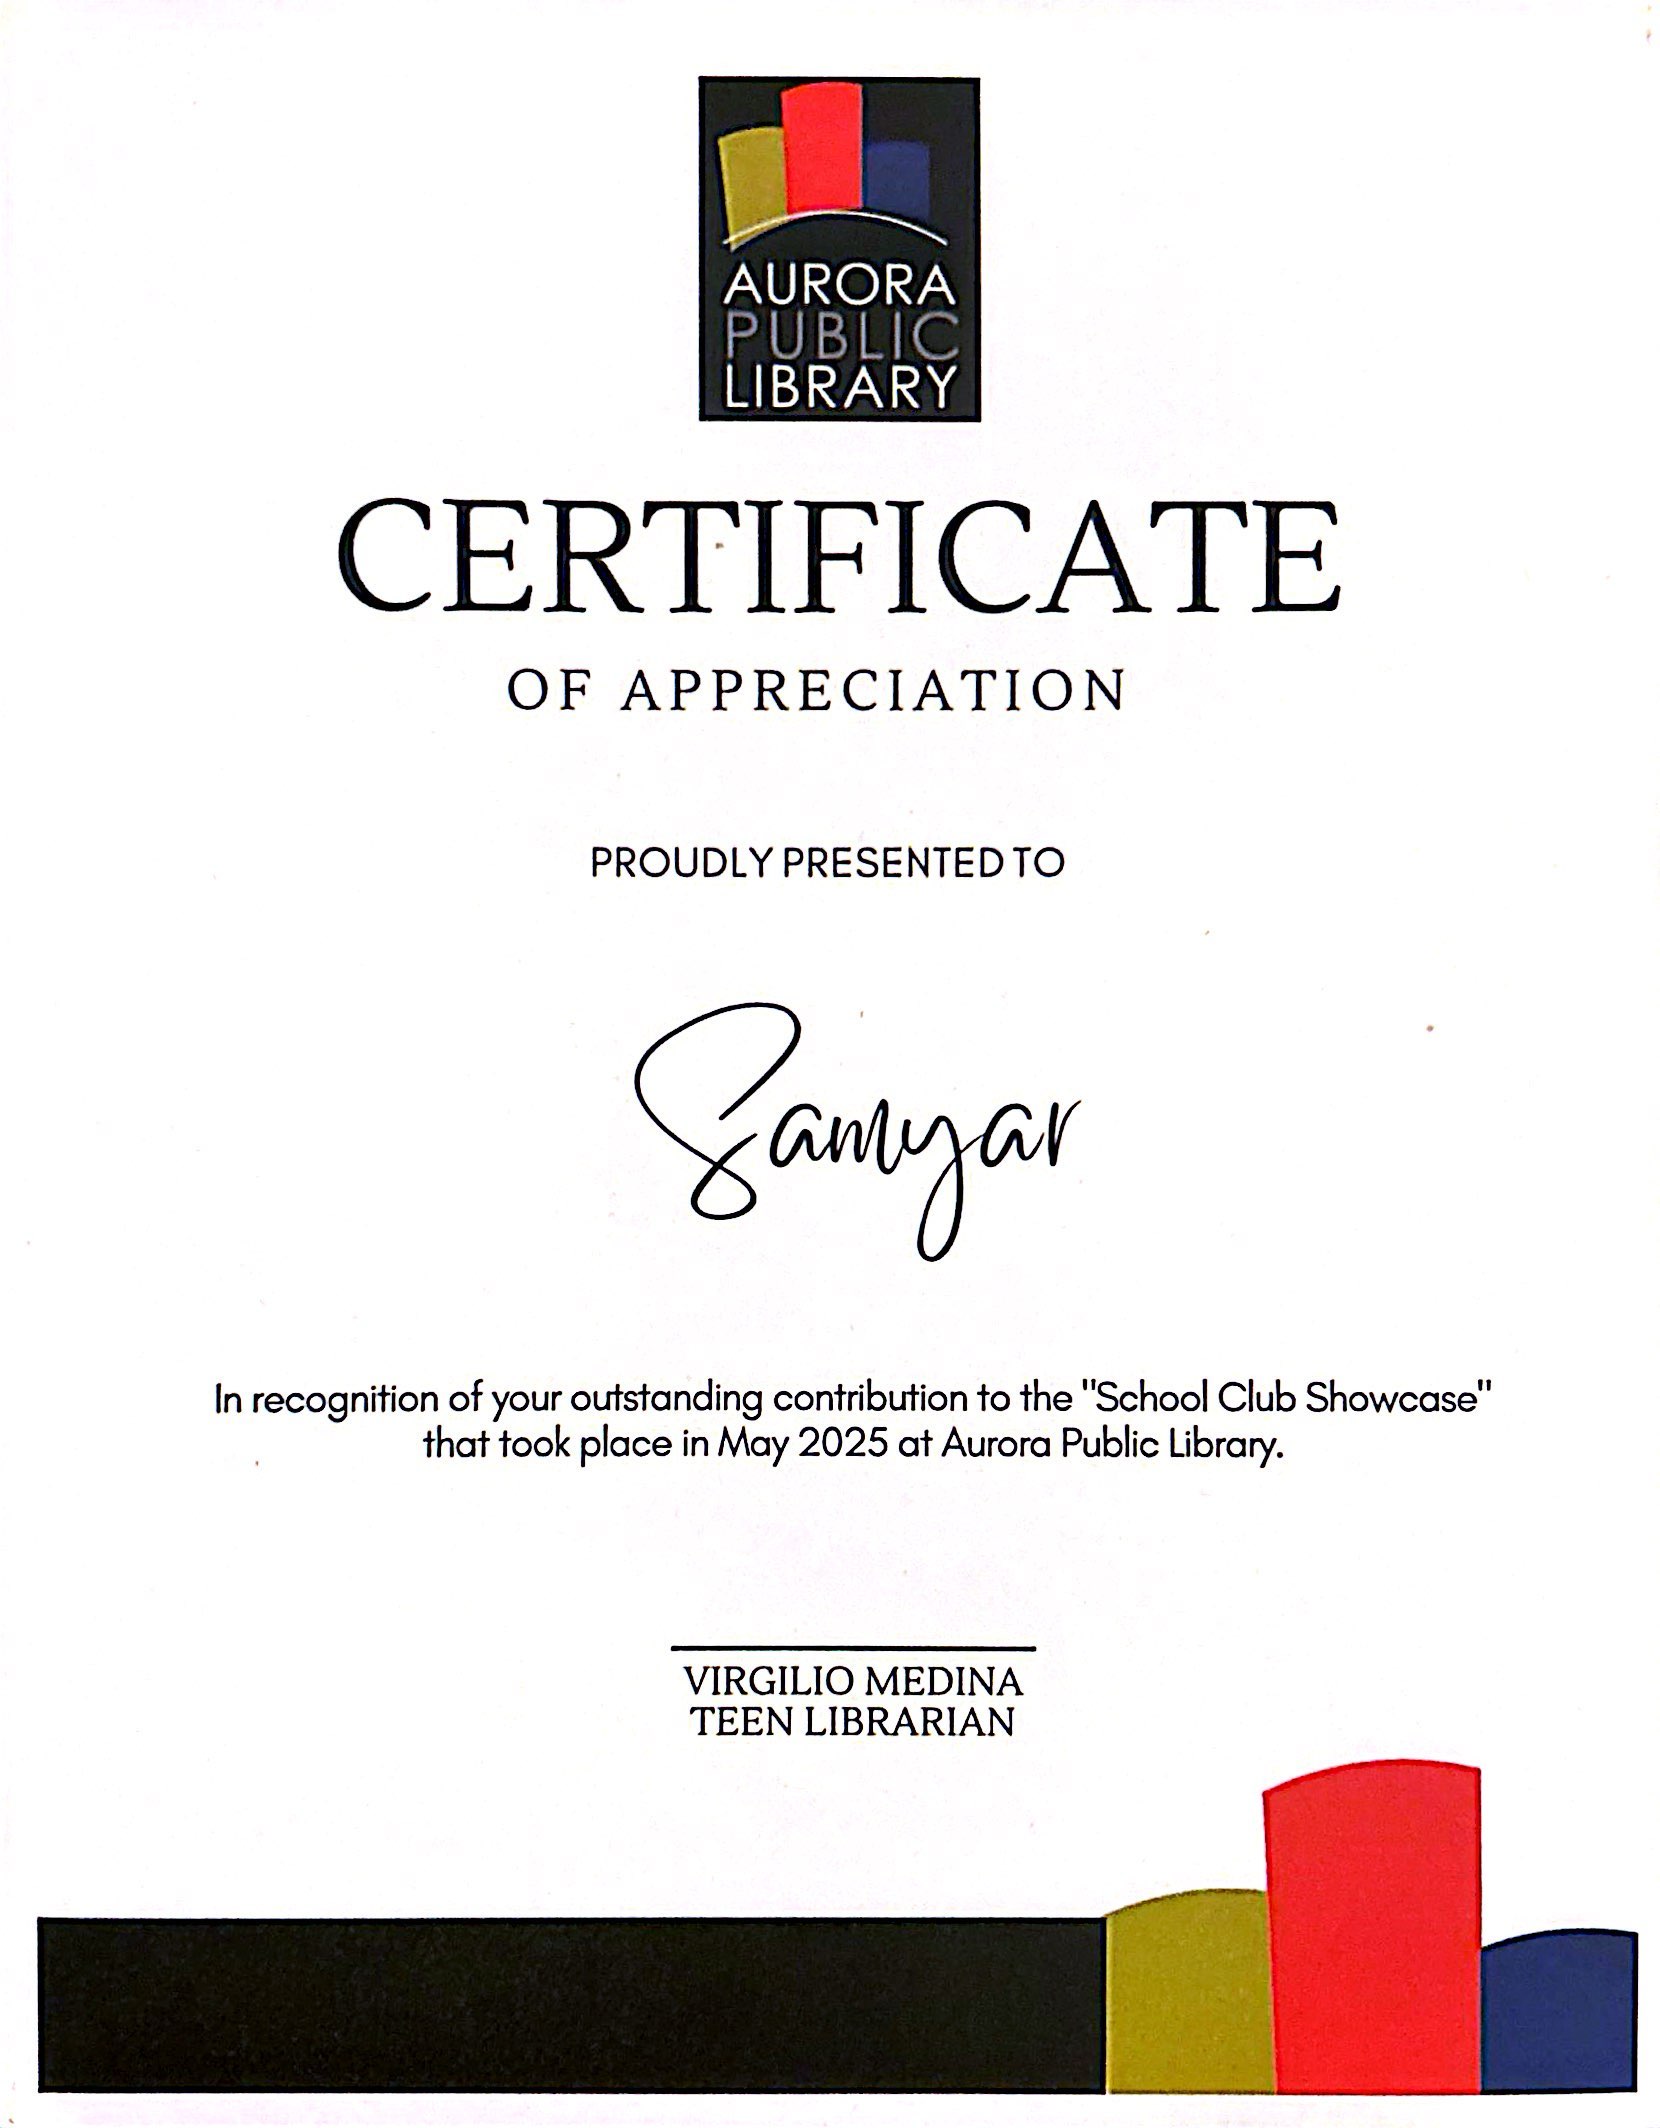 AURORA
PUBLIC
LIBRARY
CERTIFICATE
OF APPRECIATION
PROUDLY PRESENTED TO
Samyar
In recognition of your outstanding contribution to the "School Club Showcase"
that took place in May 2025 at Aurora Public Library.
VIRGILIO MEDINA
TEEN LIBRARIAN